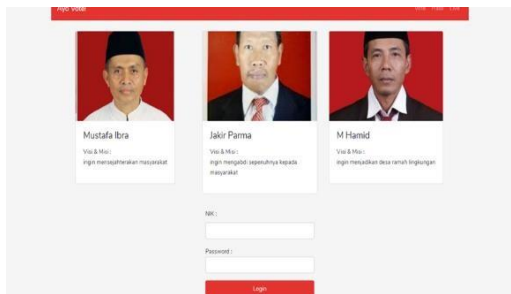 Ayo Vote!
Live
Mustafa Ibra
Visi & Misi :
ingin mensejahterakan masyarakat
Jakir Parma
Visi & Misi :
ingin mengabdi sepenuhnya kepada
masyarakat
M Hamid
Visi & Misi :
ingin menjadikan desa ramah lingkungan
NIK :
Password :
Login